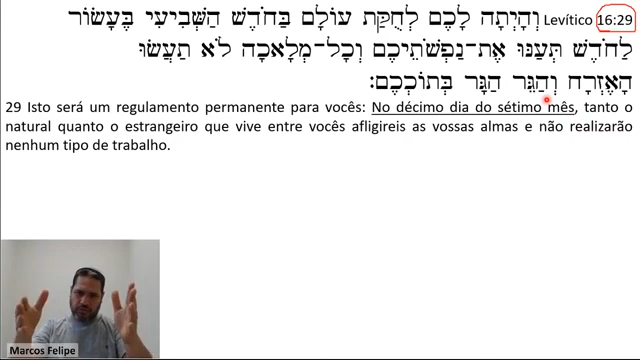 Levítico 16:29 וְהָיְתָה לָכֶם לְחֻקַּת עוֹלָם בַּחֹדֶשׁ הַשְּׁבִיעִי בֶּעָשׂוֹר
לַחֹדֶשׁ תְּעַנּוּ אֶת־נַפְשֹׁתֵיכֶם וְכָל־מְלָאכָה לֹא תַעֲשׂוּ
הָאֶזְרָח וְהַגֵּר הַגָּר בְּתוֹכְכֶם׃
29 Isto será um regulamento permanente para vocês: No décimo dia do sétimo mês, tanto o
natural quanto o estrangeiro que vive entre vocês afligireis as vossas almas e não realizarão
nenhum tipo de trabalho.
Marcos Felipe